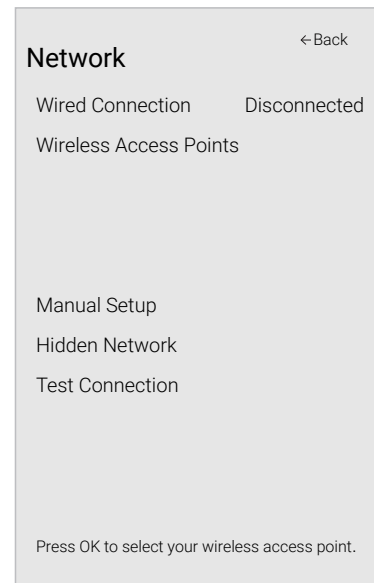 ←Back
Network
Wired Connection Disconnected
Wireless Access Points
Manual Setup
Hidden Network
Test Connection
Press OK to select your wireless access point.